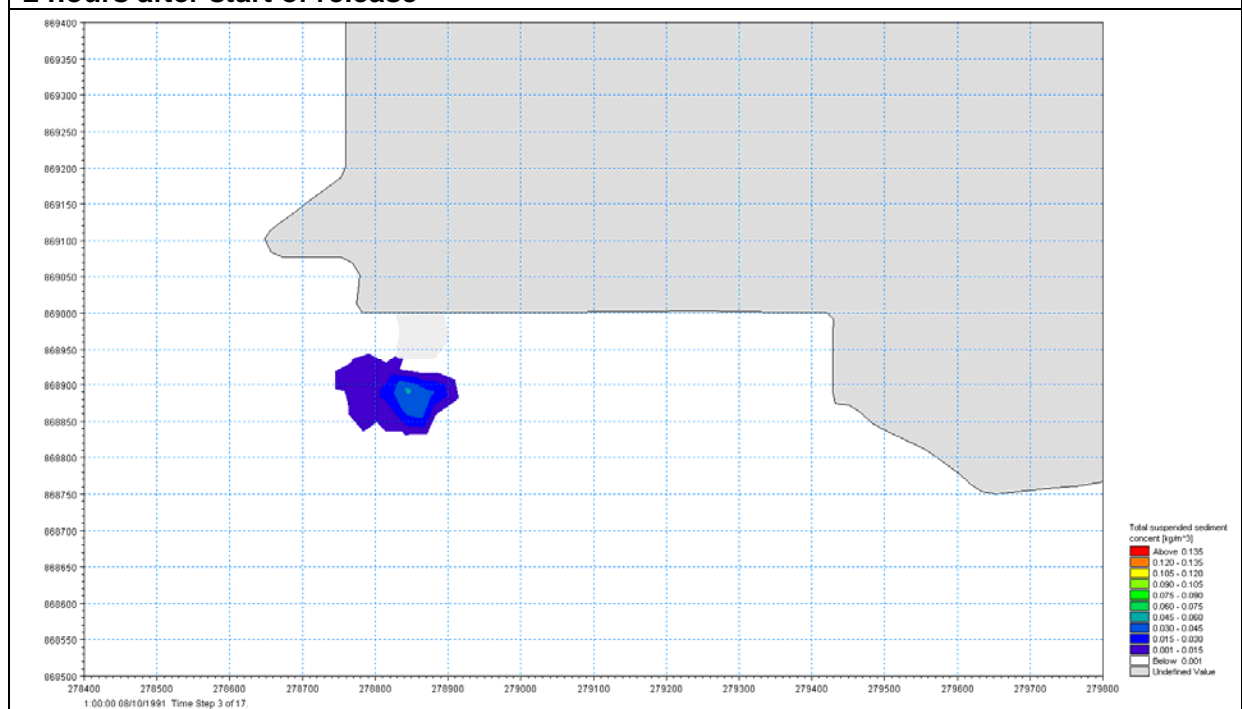 2 hours after start of release
869400
869350
869300
869250
869200
869150
869100
869050
869000
868950
868900
868850
868800
868750
868700
868650
868600
868550
868500
278400 278500 278600 278700 278800 278900 279000 279100 279200 279300 279400 279500 279600 279700 279800
1:00:00 08/10/1991 Time Step 3 of 17.
Total suspended sediment
concent [kg/m^3]
Above 0.135
0.120 - 0.135
0.105 - 0.120
0.090 - 0.105
0.075 - 0.090
0.060 - 0.075
0.045 - 0.060
0.030 - 0.045
0.015 - 0.030
0.001 - 0.015
Below 0.001
Undefined Value